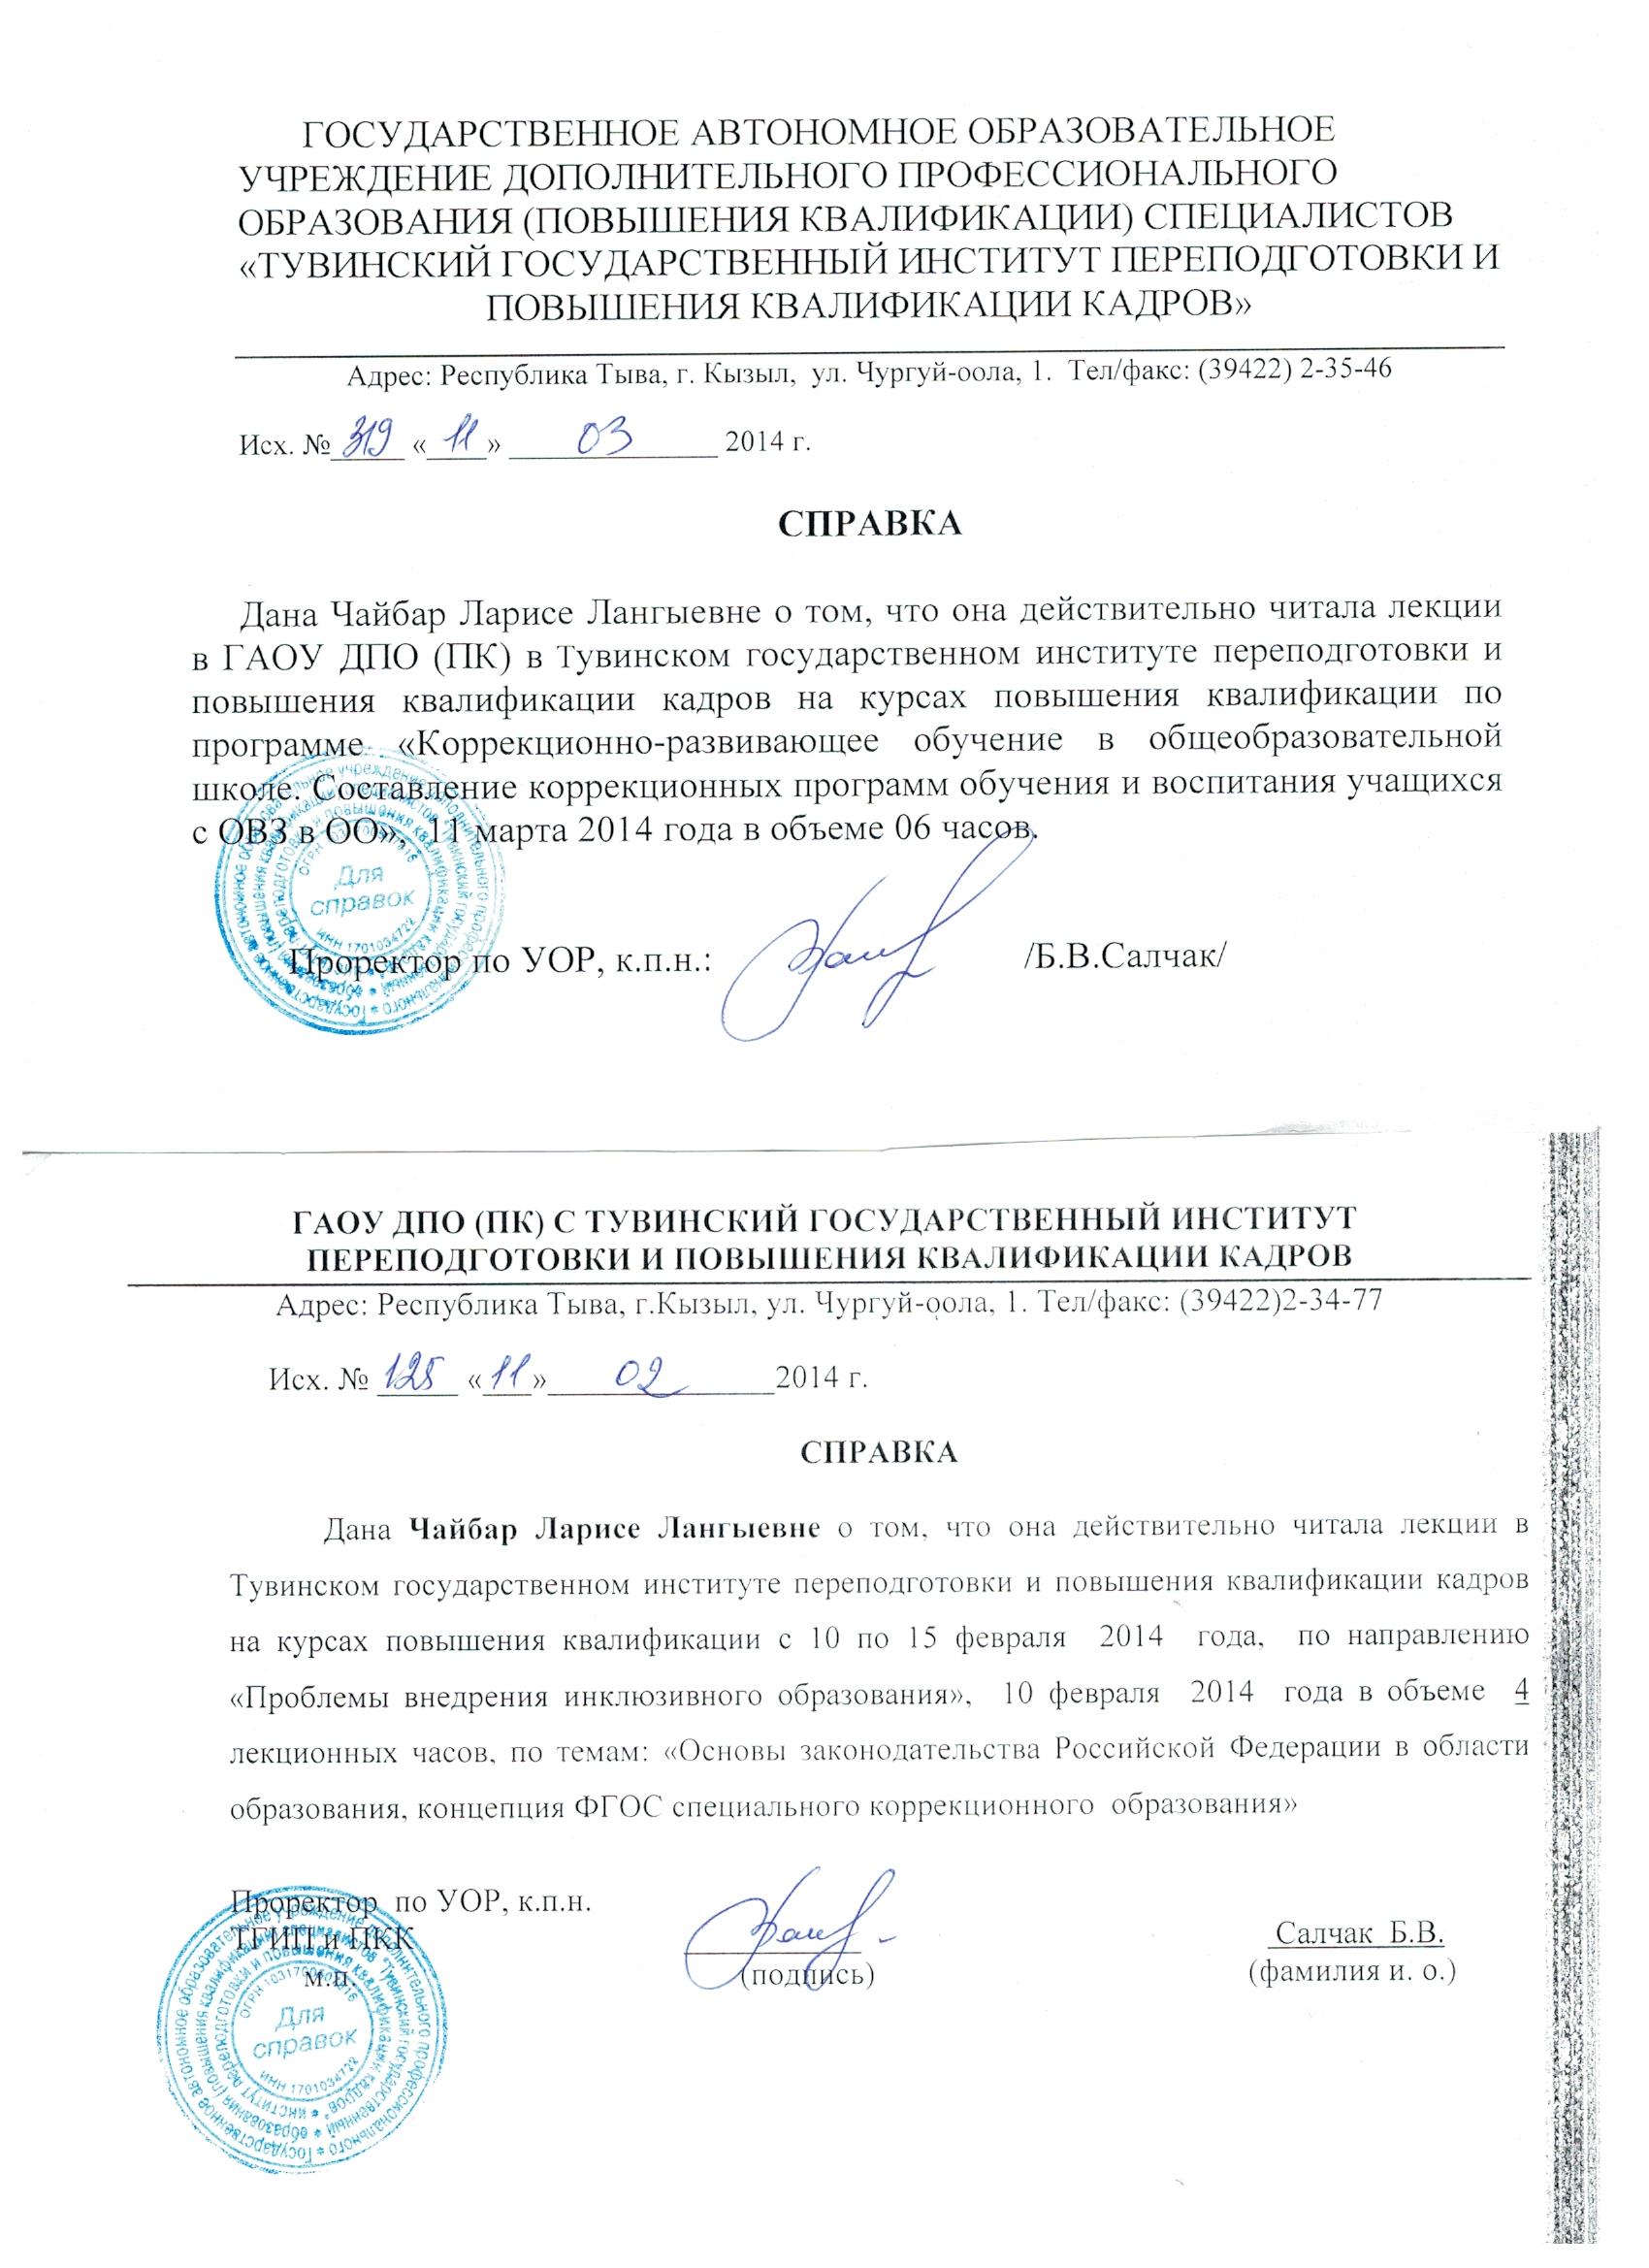 ГОСУДАРСТВЕННОЕ АВТОНОМНОЕ ОБРАЗОВАТЕЛЬНОЕ
УЧРЕЖДЕНИЕ ДОПОЛНИТЕЛЬНОГО ПРОФЕССИОНАЛЬНОГО
ОБРАЗОВАНИЯ (ПОВЫШЕНИЯ КВАЛИФИКАЦИИ) СПЕЦИАЛИСТОВ
«ТУВИНСКИЙ ГОСУДАРСТВЕННЫЙ ИНСТИТУТ ПЕРЕПОДГОТОВКИ И
ПОВЫШЕНИЯ КВАЛИФИКАЦИИ КАДРОВ»
Адрес: Республика Тыва, г. Кызыл, ул. Чургуй-оола, 1. Тел/факс: (39422) 2-35-46
Исх. № 319 « 11 » 03 2014 г.
СПРАВКА
Дана Чайбар Ларисе Лангыевне о том, что она действительно читала лекции
в ГАОУ ДПО (ПК) в Тувинском государственном институте переподготовки и
повышения квалификации кадров на курсах повышения квалификации по
программе «Коррекционно-развивающее обучение в общеобразовательной
школе. Составление коррекционных программ обучения и воспитания учащихся
с ОВЗ в ОО», 11 марта 2014 года в объеме 06 часов.
Для
справок
ИНН 1701034722
Проректор по УОР, к.п.н.: /Б.В.Салчак/
ГАОУ ДПО (ПК) С ТУВИНСКИЙ ГОСУДАРСТВЕННЫЙ ИНСТИТУТ
ПЕРЕПОДГОТОВКИ И ПОВЫШЕНИЯ КВАЛИФИКАЦИИ КАДРОВ
Адрес: Республика Тыва, г.Кызыл, ул. Чургуй-оола, 1. Тел/факс: (39422)2-34-77
Исх. № 125 « 11 » 02 2014 г.
СПРАВКА
Дана Чайбар Ларисе Лангыевне о том, что она действительно читала лекции в
Тувинском государственном институте переподготовки и повышения квалификации кадров
на курсах повышения квалификации с 10 по 15 февраля 2014 года, по направлению
«Проблемы внедрения инклюзивного образования», 10 февраля 2014 года в объеме 4
лекционных часов, по темам: «Основы законодательства Российской Федерации в области
образования, концепция ФГОС специального коррекционного образования»
Проректор по УОР, к.п.н.
ТГИП и ПКК Салчак Б.В.
м.п. (подпись) (фамилия и. о.)
Для
справок
ИНН 1701034722